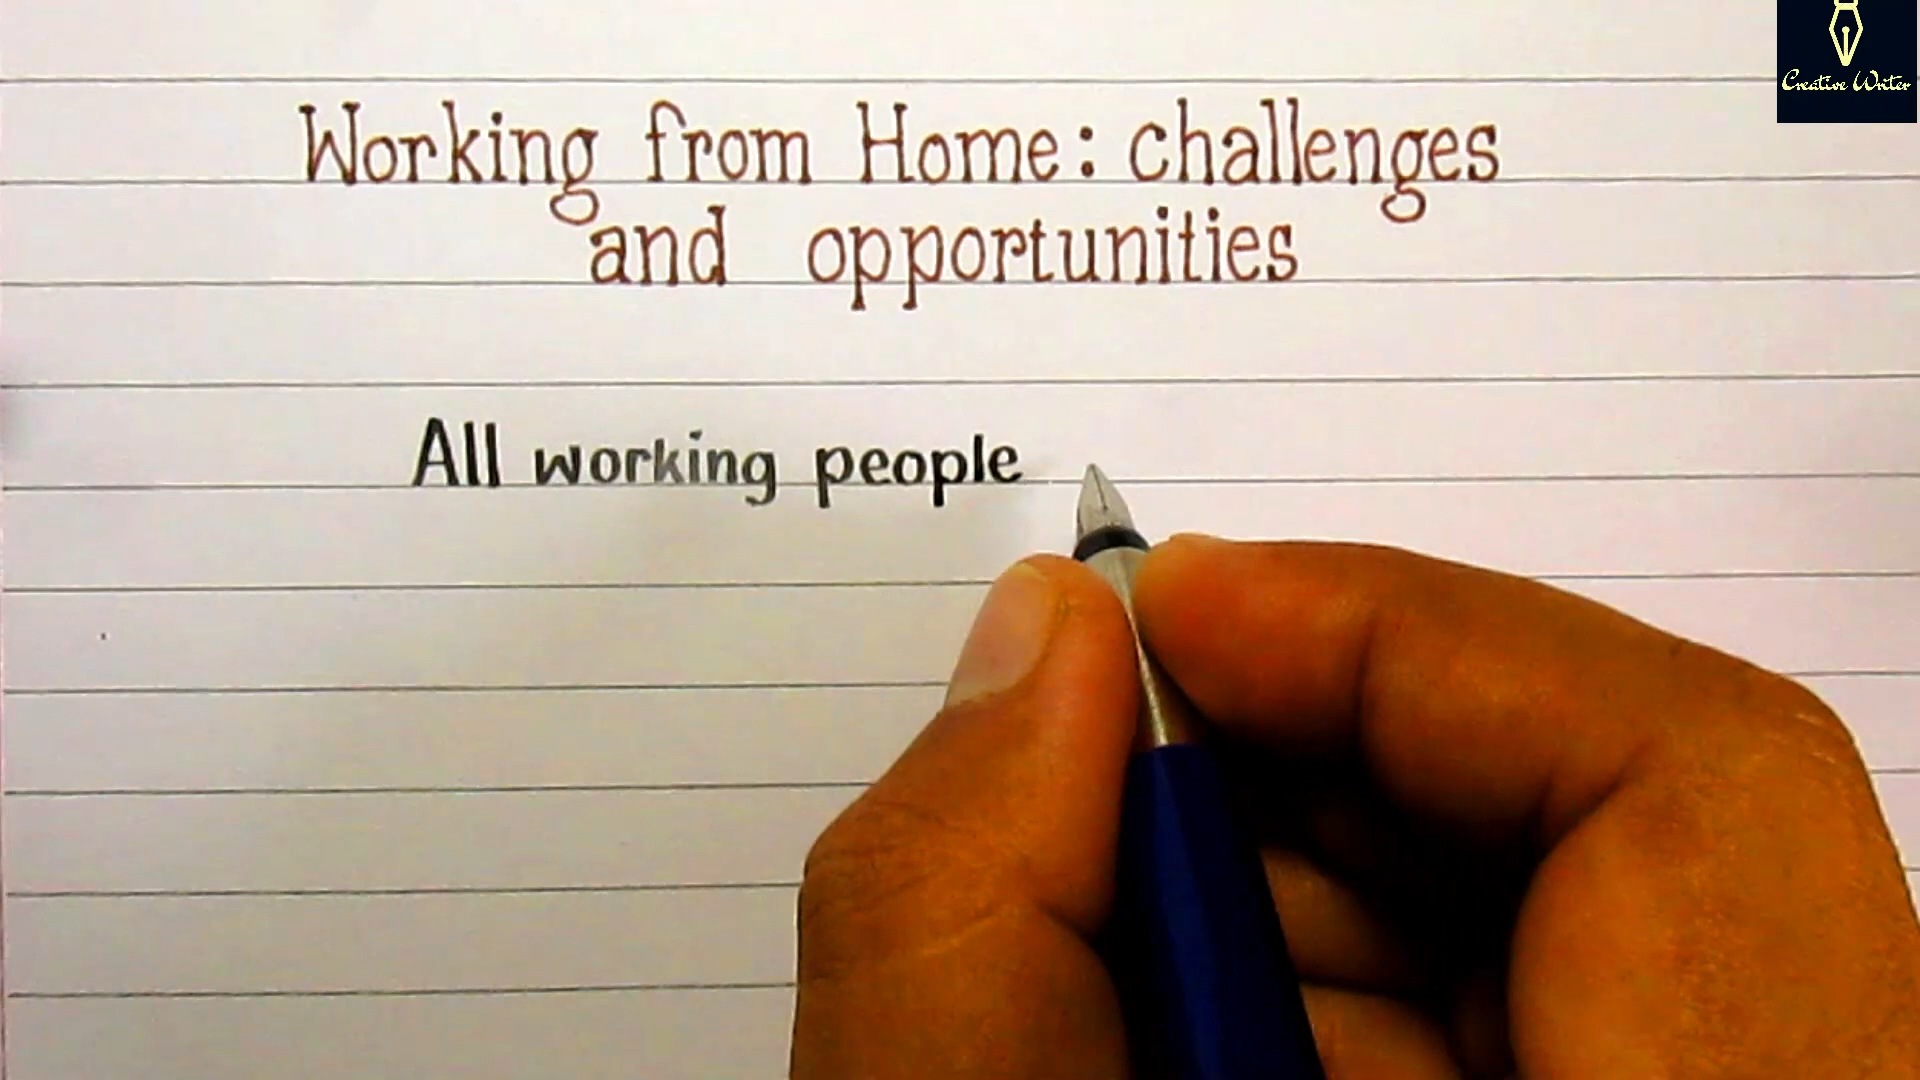 Creative Writer
Working from Home: challenges
and opportunities
All working people